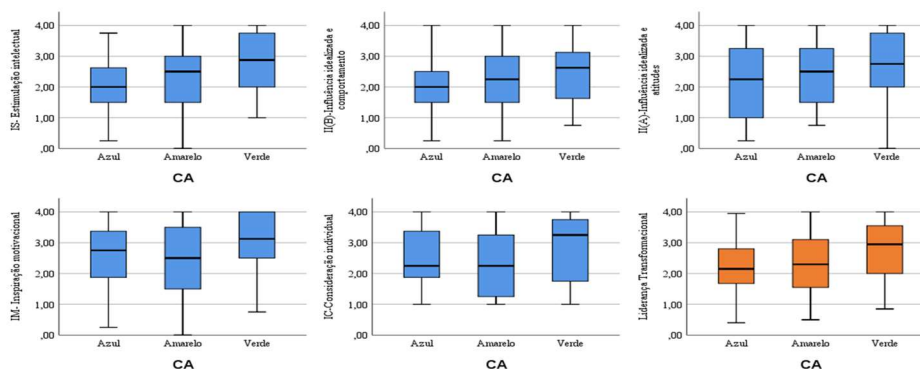 IS- Estimulação intelectual
4,00
3,00
2,00
1,00
,00
Azul
Amarelo
Verde
CA
II(B)-Influência idealizada e
comportamento
4,00
3,00
2,00
1,00
,00
Azul
Amarelo
Verde
CA
II(A)-Influência idealizada e
atitudes
4,00
3,00
2,00
1,00
,00
Azul
Amarelo
Verde
CA
IM- Inspiração motivacional
4,00
3,00
2,00
1,00
,00
Azul
Amarelo
Verde
CA
IC-Consideração individual
4,00
3,00
2,00
1,00
,00
Azul
Amarelo
Verde
CA
Liderança Transformacional
4,00
3,00
2,00
1,00
,00
Azul
Amarelo
Verde
CA